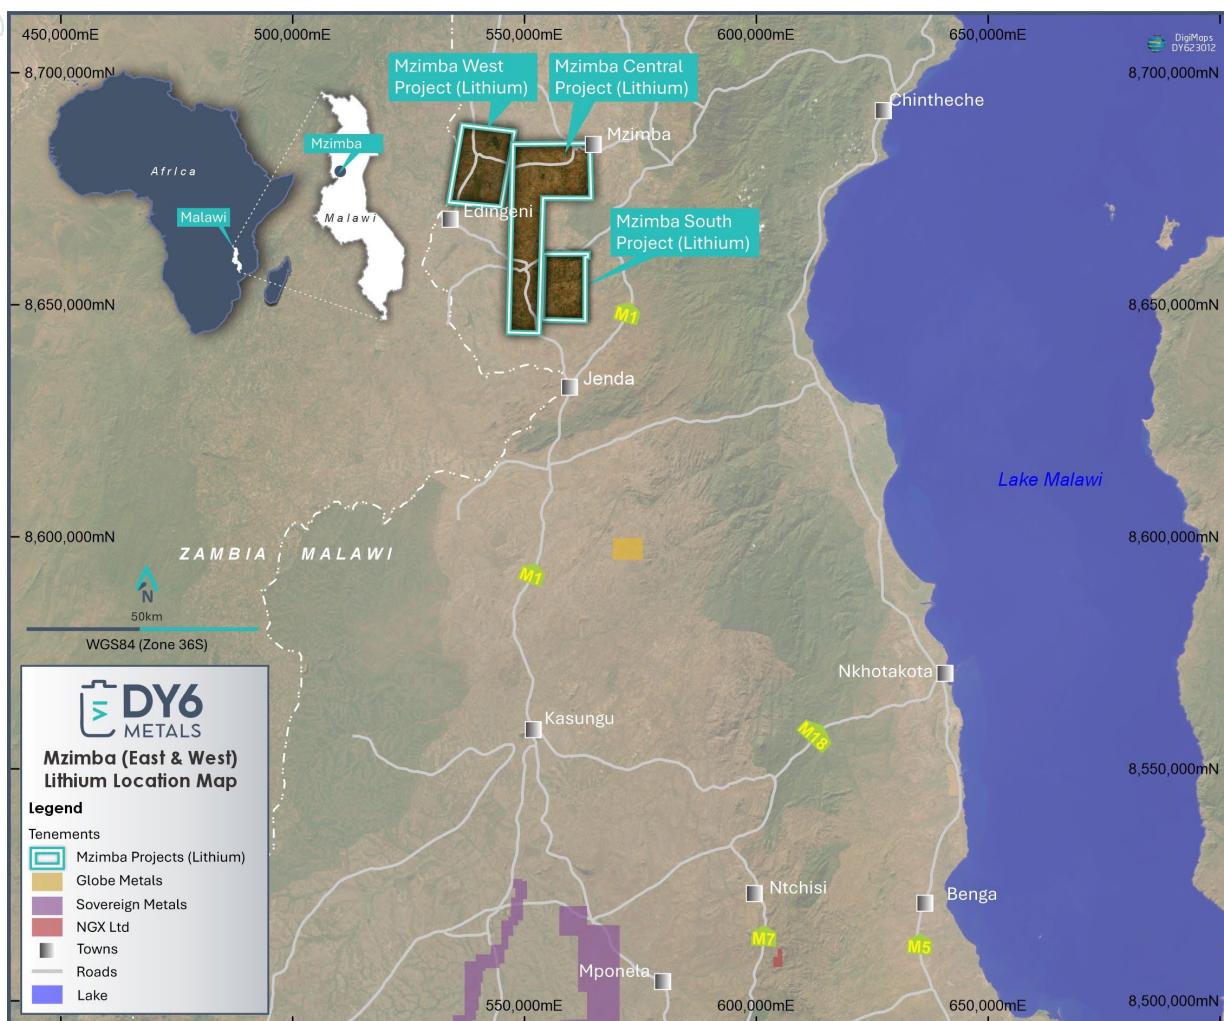 450,000mE
500,000mE
550,000mE
600,000mE
650,000mE
DigiMaps
DY623012
8,700,000mN
8,700,000mN
Mzimba West
Project (Lithium)
Mzimba Central
Project (Lithium)
Chintheche
Mzimba
Mzimba
Africa
Malawi
Malawi
Edingeni
Mzimba South
Project (Lithium)
8,650,000mN
8,650,000mN
M1
Jenda
Lake Malawi
8,600,000mN
8,600,000mN
ZAMBIA
MALAWI
M1
N
50km
WGS84 (Zone 36S)
Nkhotakota
Kasungu
M18
8,550,000mN
DY6
METALS
Mzimba (East & West)
Lithium Location Map
Legend
Tenements
Mzimba Projects (Lithium)
Globe Metals
Sovereign Metals
NGX Ltd
Towns
Roads
Lake
Ntchisi
Benga
M7
M5
Mponela
550,000mE
600,000mE
650,000mE
8,500,000mN